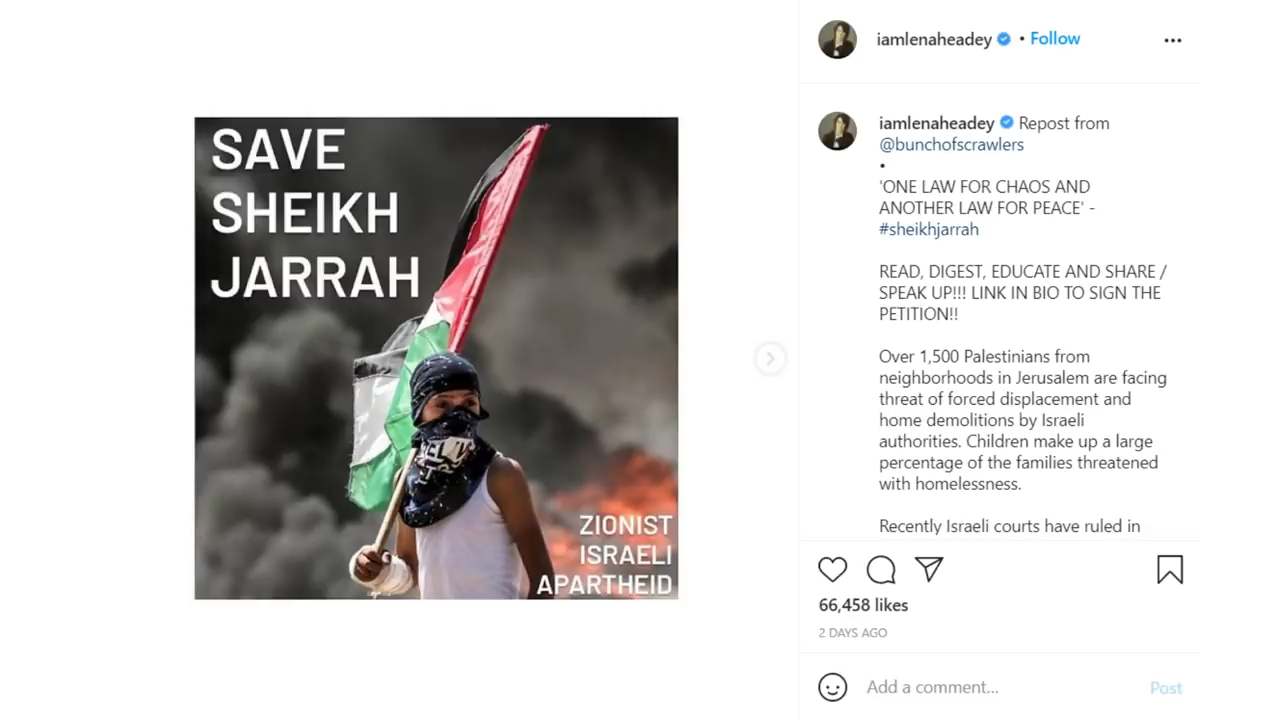 SAVE
SHEIKH
JARRAH
ZIONIST
ISRAELI
APARTHEID
iamlenaheadey • Follow
iamlenaheadey Repost from
@bunchofscrawlers
•
'ONE LAW FOR CHAOS AND
ANOTHER LAW FOR PEACE' -
#sheikhjarrah
READ, DIGEST, EDUCATE AND SHARE /
SPEAK UP!!! LINK IN BIO TO SIGN THE
PETITION!!
Over 1,500 Palestinians from
neighborhoods in Jerusalem are facing
threat of forced displacement and
home demolitions by Israeli
authorities. Children make up a large
percentage of the families threatened
with homelessness.
Recently Israeli courts have ruled in
66,458 likes
2 DAYS AGO
Add a comment...
Post